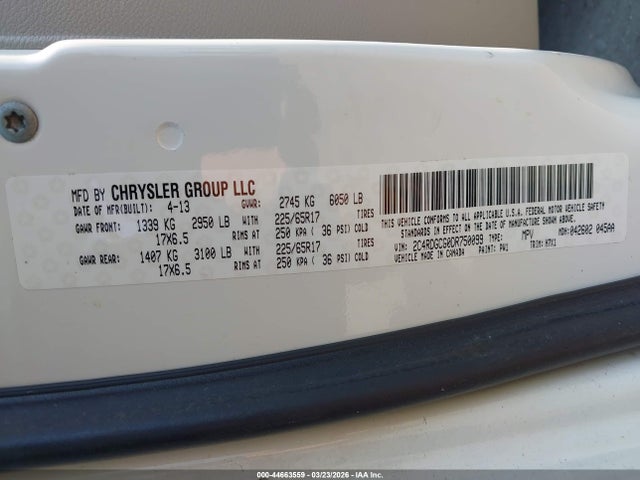 MFD BY CHRYSLER GROUP LLC
DATE OF MFR(BUILT): 4-13 GVWR: 2745 KG 6050 LB
GAWR FRONT: 1339 KG 2950 LB WITH 225/65R17 TIRES
17X6.5 RIMS AT 250 KPA ( 36 PSI) COLD
GAWR REAR: 1407 KG 3100 LB WITH 225/65R17 TIRES
17X6.5 RIMS AT 250 KPA ( 36 PSI) COLD
THIS VEHICLE CONFORMS TO ALL APPLICABLE U.S.A. FEDERAL MOTOR VEHICLE SAFETY
STANDARDS IN EFFECT ON THE DATE OF MANUFACTURE SHOWN ABOVE.
VIN: 2C4RDGCG0DR750099 TYPE: MPV MDH: 042602 045AA
VEHICLE MADE IN CANADA PAINT: PW1 TRIM:
000-44663559 - 03/23/2026 - IAA Inc.